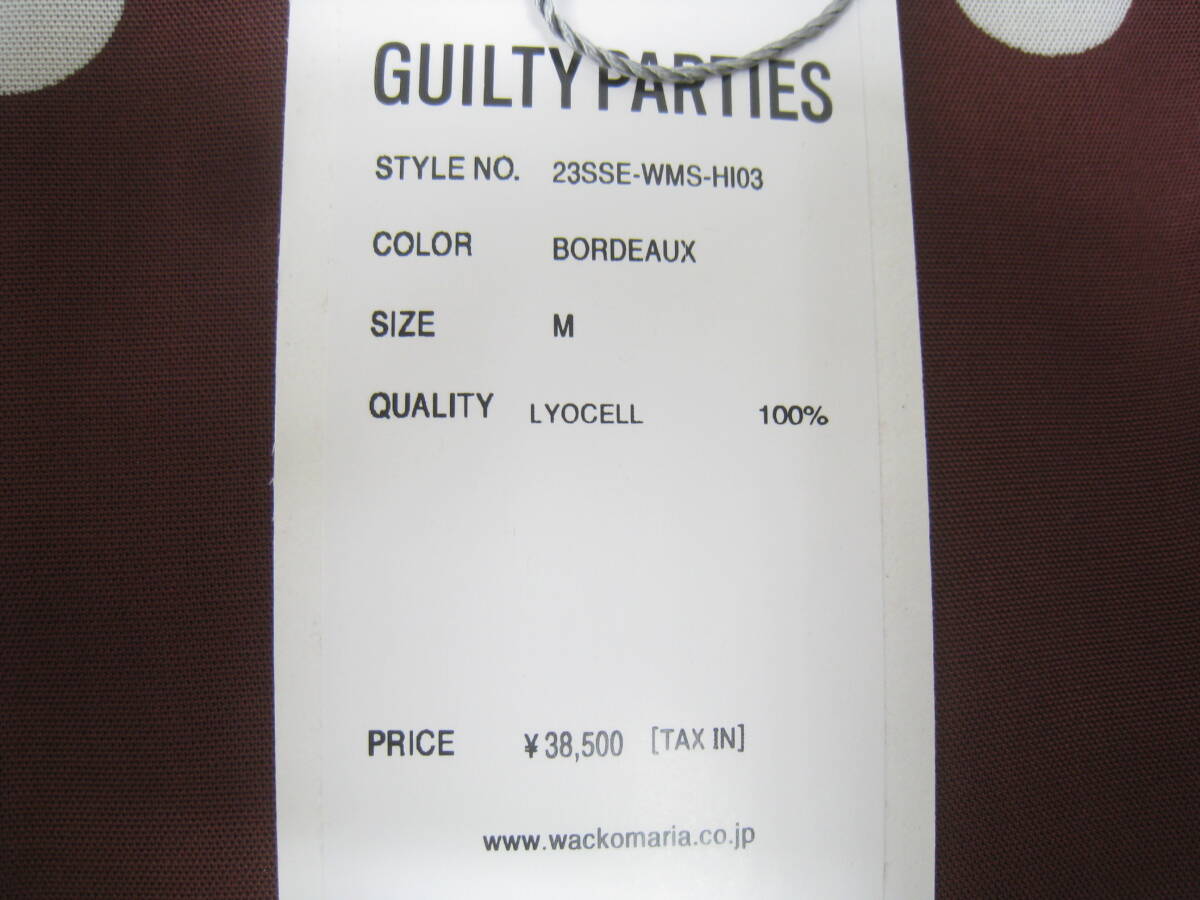 GUILTY PARTIES
STYLE NO. 23SSE-WMS-HI03
COLOR BORDEAUX
SIZE M
QUALITY LYOCELL 100%
PRICE ¥38,500 [TAX IN]
www.wackomaria.co.jp